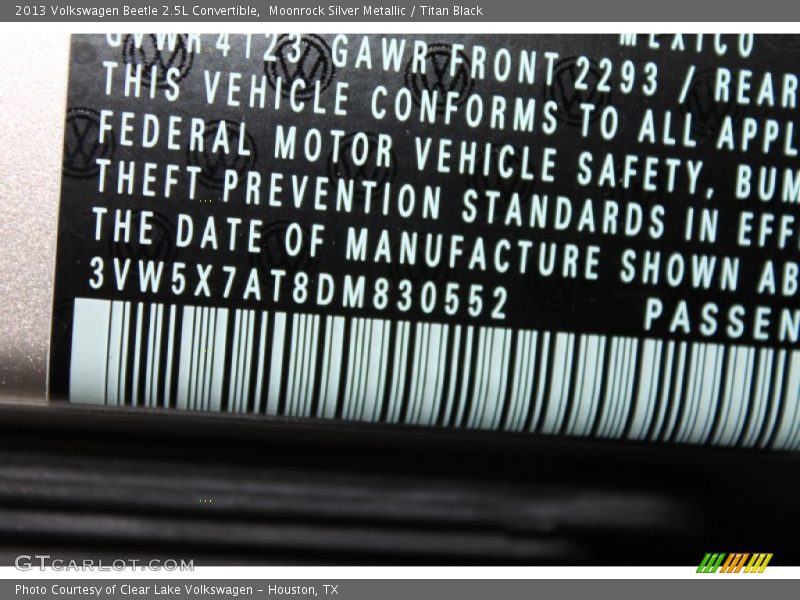 2013 Volkswagen Beetle 2.5L Convertible, Moonrock Silver Metallic / Titan Black
MEXICO
GVWR4123 GAWR FRONT 2293 / REAR
THIS VEHICLE CONFORMS TO ALL APPL
FEDERAL MOTOR VEHICLE SAFETY, BUM
THEFT PREVENTION STANDARDS IN EFF
THE DATE OF MANUFACTURE SHOWN AB
3VW5X7AT8DM830552 PASSEN
GTCARLOT.COM
Photo Courtesy of Clear Lake Volkswagen – Houston, TX